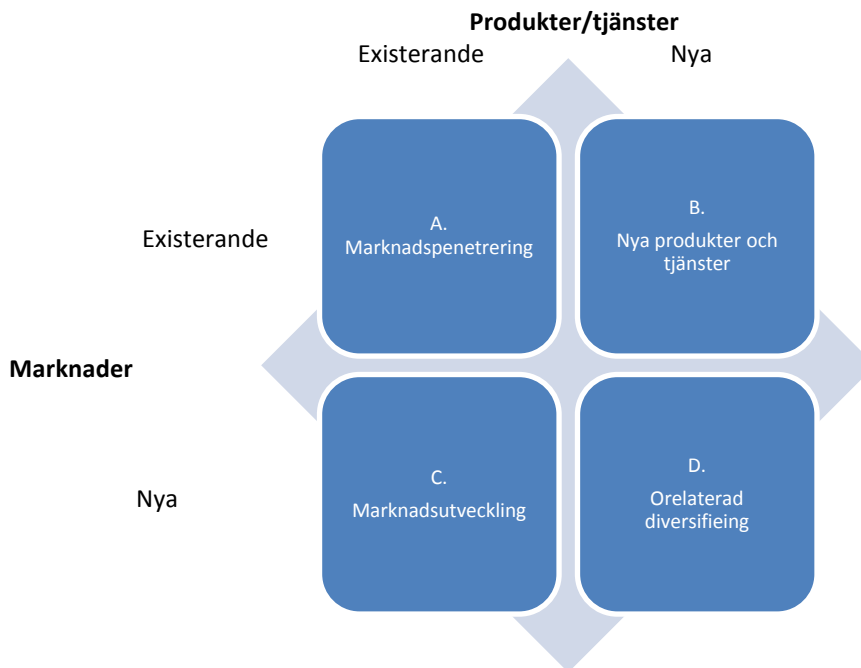 Produkter/tjänster
Existerande
Nya
Existerande
A.
Marknadspenetrering
B.
Nya produkter och
tjänster
Marknader
Nya
C.
Marknadsutveckling
D.
Orelaterad
diversifieing